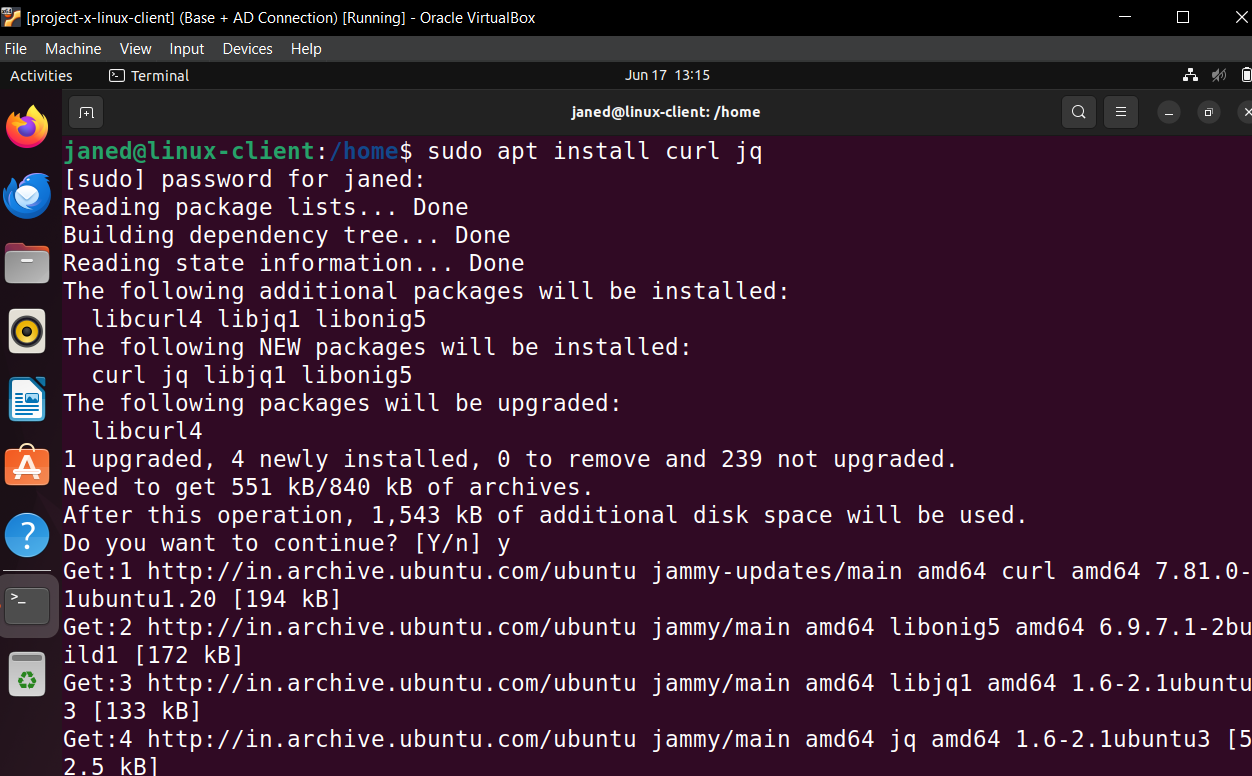 [project-x-linux-client] (Base + AD Connection) [Running] - Oracle VirtualBox
File Machine View Input Devices Help
Activities Terminal Jun 17 13:15
janed@linux-client: /home
janed@linux-client:/home$ sudo apt install curl jq
[sudo] password for janed:
Reading package lists... Done
Building dependency tree... Done
Reading state information... Done
The following additional packages will be installed:
  libcurl4 libjq1 libonig5
The following NEW packages will be installed:
  curl jq libjq1 libonig5
The following packages will be upgraded:
  libcurl4
1 upgraded, 4 newly installed, 0 to remove and 239 not upgraded.
Need to get 551 kB/840 kB of archives.
After this operation, 1,543 kB of additional disk space will be used.
Do you want to continue? [Y/n] y
Get:1 http://in.archive.ubuntu.com/ubuntu jammy-updates/main amd64 curl amd64 7.81.0-
1ubuntu1.20 [194 kB]
Get:2 http://in.archive.ubuntu.com/ubuntu jammy/main amd64 libonig5 amd64 6.9.7.1-2bu
ild1 [172 kB]
Get:3 http://in.archive.ubuntu.com/ubuntu jammy/main amd64 libjq1 amd64 1.6-2.1ubuntu
3 [133 kB]
Get:4 http://in.archive.ubuntu.com/ubuntu jammy/main amd64 jq amd64 1.6-2.1ubuntu3 [5
2.5 kB]